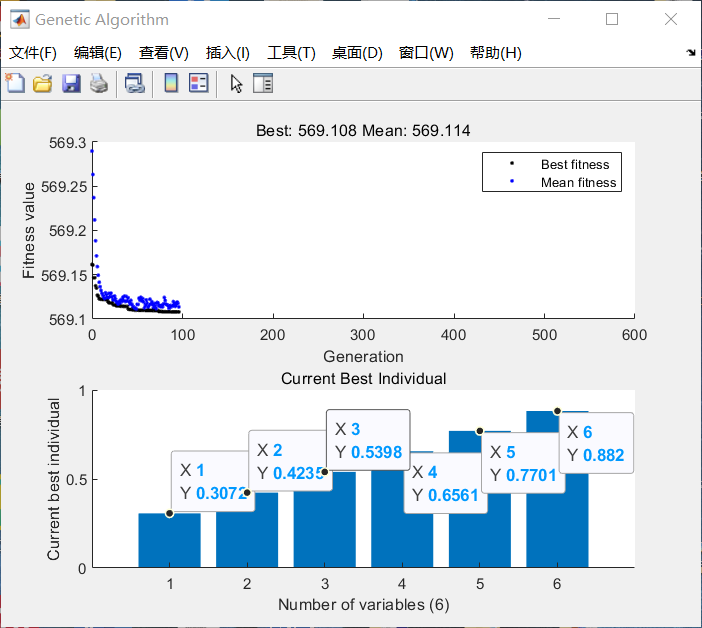 Genetic Algorithm
文件(F) 编辑(E) 查看(V) 插入(I) 工具(T) 桌面(D) 窗口(W) 帮助(H)
Best: 569.108 Mean: 569.114
569.3
569.25
569.2
569.15
569.1
Fitness value
Best fitness
Mean fitness
0 100 200 300 400 500 600
Generation
Current Best Individual
1
0.5
0
Current best individual
X 1
Y 0.3072
X 2
Y 0.4235
X 3
Y 0.5398
X 4
Y 0.6561
X 5
Y 0.7701
X 6
Y 0.882
1 2 3 4 5 6
Number of variables (6)